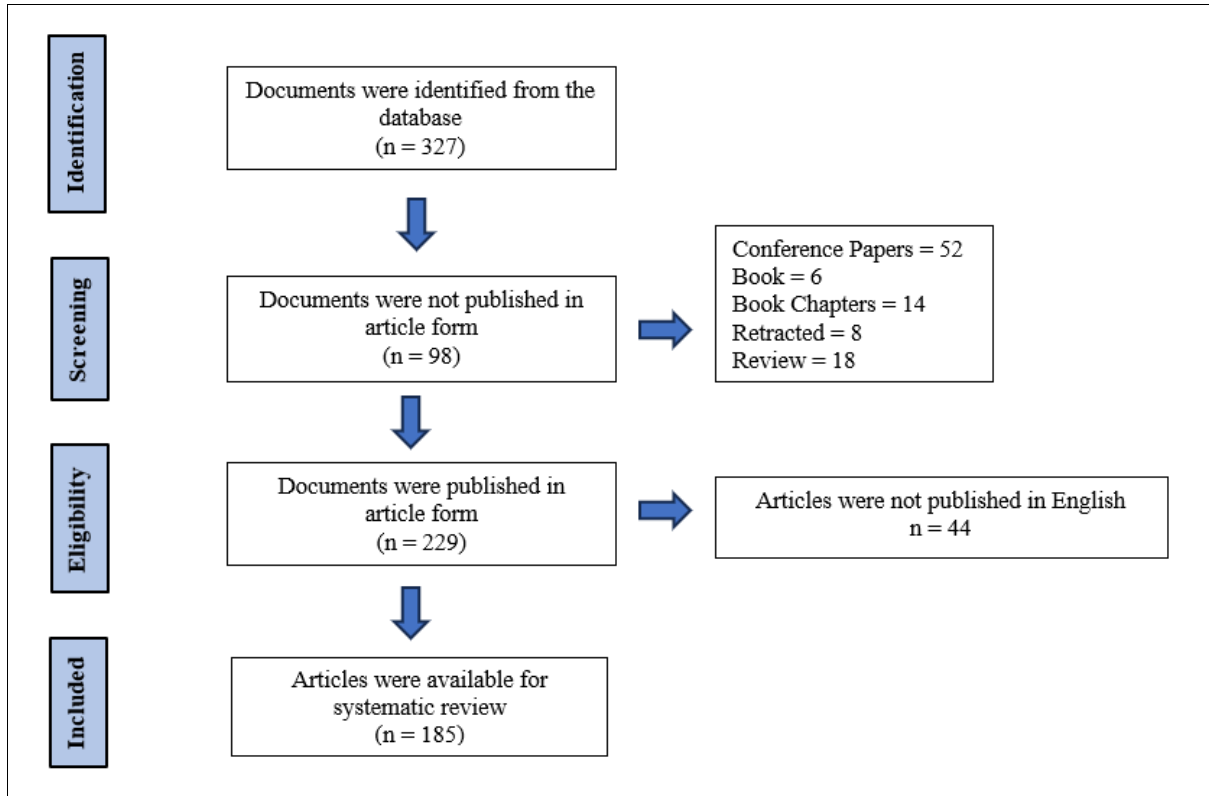 Identification
Documents were identified from the
database
(n = 327)
Screening
Documents were not published in
article form
(n = 98)
Conference Papers = 52
Book = 6
Book Chapters = 14
Retracted = 8
Review = 18
Eligibility
Documents were published in
article form
(n = 229)
Articles were not published in English
n = 44
Included
Articles were available for
systematic review
(n = 185)